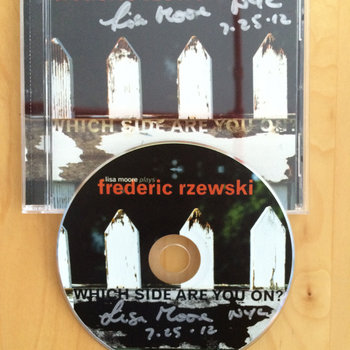 Lisa Moore NYC
7.25.12
WHICH SIDE ARE YOU ON?
lisa moore plays
frederic rzewski
WHICH SIDE ARE YOU ON?
Lisa Moore NYC
7.25.12